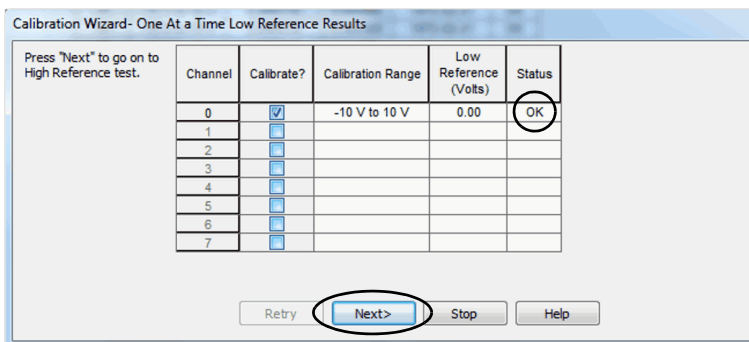 Calibration Wizard- One At a Time Low Reference Results
Press "Next" to go on to
High Reference test.
Channel Calibrate? Calibration Range Low Reference (Volts) Status
0 -10 V to 10 V 0.00 OK
1
2
3
4
5
6
7
Retry Next> Stop Help